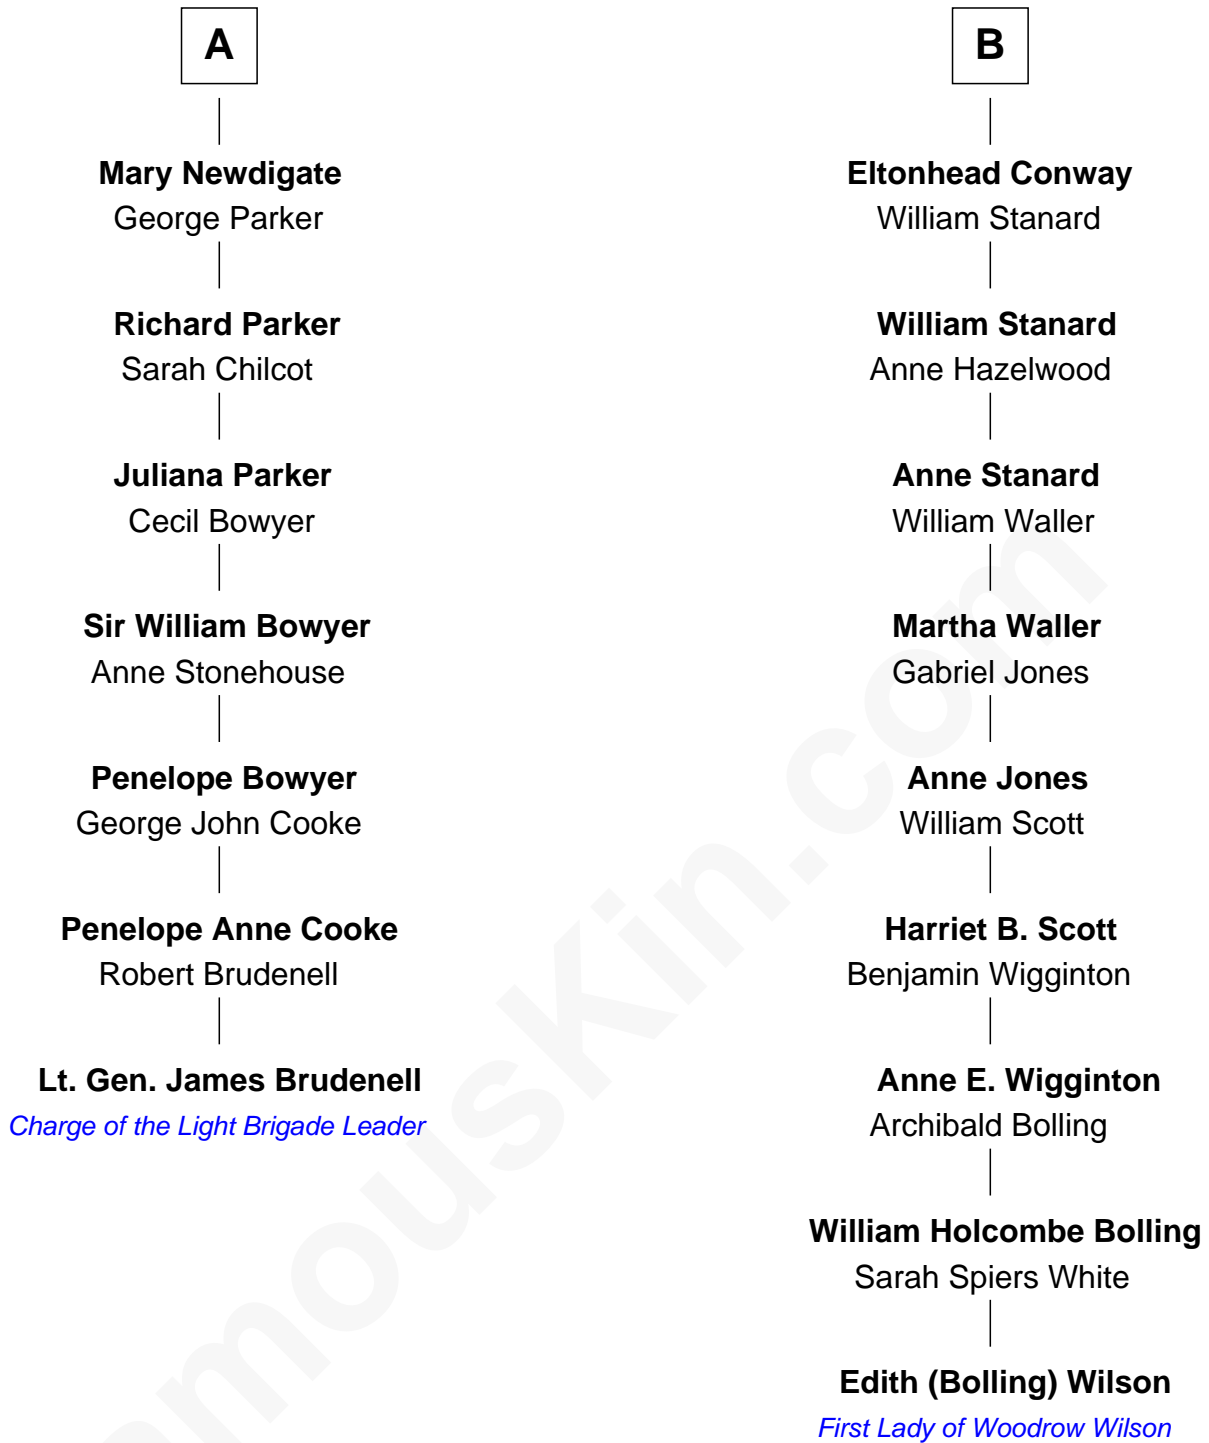 A
Mary Newdigate
George Parker
Richard Parker
Sarah Chilcot
Juliana Parker
Cecil Bowyer
Sir William Bowyer
Anne Stonehouse
Penelope Bowyer
George John Cooke
Penelope Anne Cooke
Robert Brudenell
Lt. Gen. James Brudenell
Charge of the Light Brigade Leader
B
Eltonhead Conway
William Stanard
William Stanard
Anne Hazelwood
Anne Stanard
William Waller
Martha Waller
Gabriel Jones
Anne Jones
William Scott
Harriet B. Scott
Benjamin Wigginton
Anne E. Wigginton
Archibald Bolling
William Holcombe Bolling
Sarah Spiers White
Edith (Bolling) Wilson
First Lady of Woodrow Wilson
amousKin.com